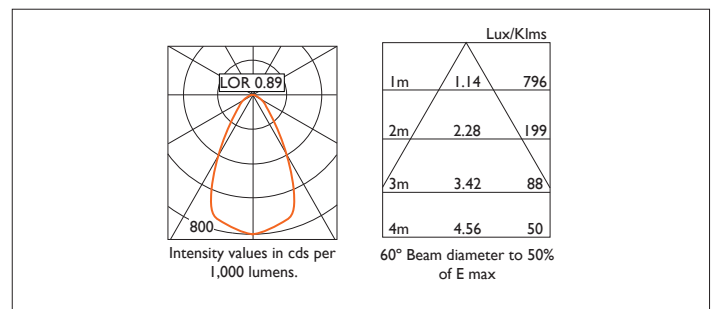 LOR 0.89
800
Intensity values in cds per
1,000 lumens.
Lux/Klms
1m 1.14 796
2m 2.28 199
3m 3.42 88
4m 4.56 50
60º Beam diameter to 50%
of E max